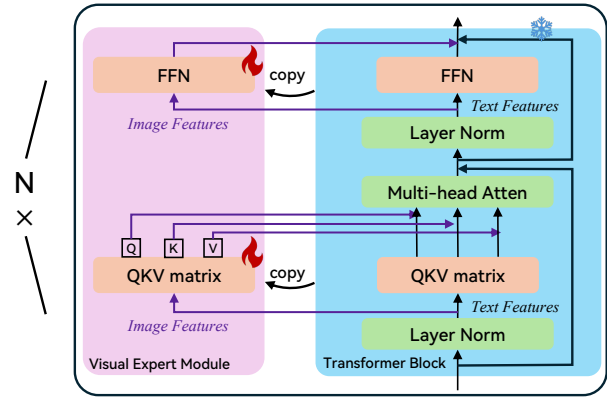 FFN
copy
FFN
Image Features
Text Features
Layer Norm
N
×
Multi-head Atten
Q
K
V
QKV matrix
copy
QKV matrix
Image Features
Text Features
Layer Norm
Visual Expert Module
Transformer Block